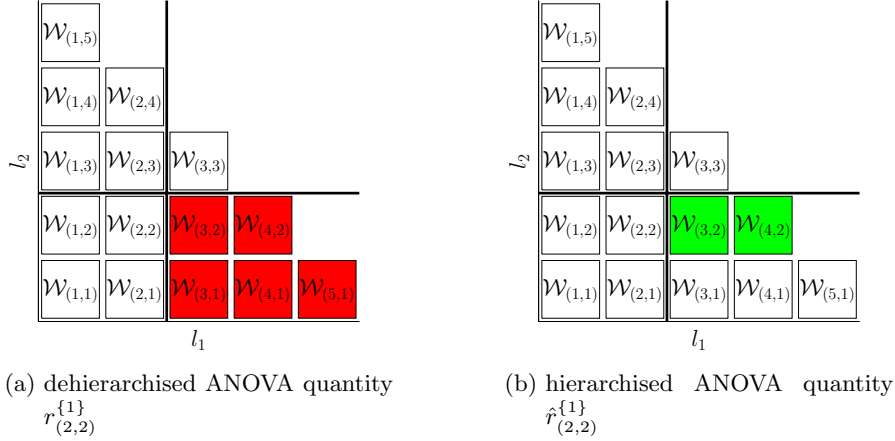 𝒲(1,5)
𝒲(1,4) 𝒲(2,4)
𝒲(1,3) 𝒲(2,3) 𝒲(3,3)
𝒲(1,2) 𝒲(2,2) 𝒲(3,2) 𝒲(4,2)
𝒲(1,1) 𝒲(2,1) 𝒲(3,1) 𝒲(4,1) 𝒲(5,1)
l₂
l₁
(a) dehierarchised ANOVA quantity
r^{1}_(2,2)
𝒲(1,5)
𝒲(1,4) 𝒲(2,4)
𝒲(1,3) 𝒲(2,3) 𝒲(3,3)
𝒲(1,2) 𝒲(2,2) 𝒲(3,2) 𝒲(4,2)
𝒲(1,1) 𝒲(2,1) 𝒲(3,1) 𝒲(4,1) 𝒲(5,1)
l₂
l₁
(b) hierarchised ANOVA quantity
r̂^{1}_(2,2)